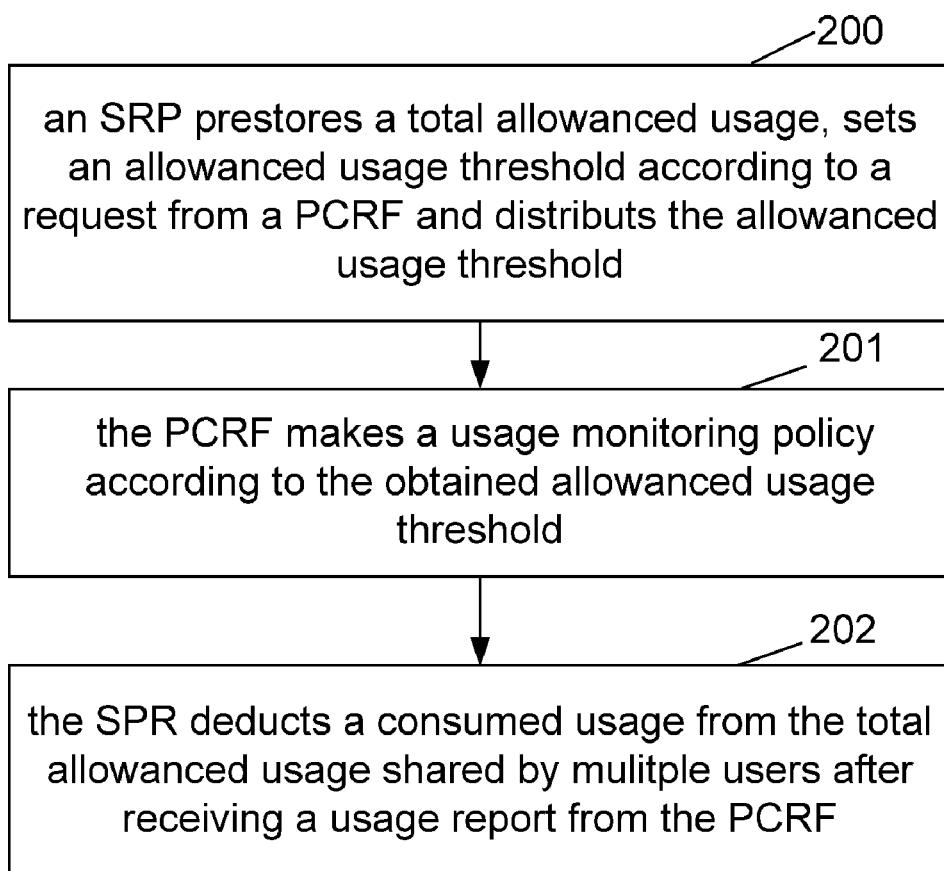 200
an SRP prestores a total allowanced usage, sets
an allowanced usage threshold according to a
request from a PCRF and distributs the allowanced
usage threshold
201
the PCRF makes a usage monitoring policy
according to the obtained allowanced usage
threshold
202
the SPR deducts a consumed usage from the total
allowanced usage shared by mulitple users after
receiving a usage report from the PCRF